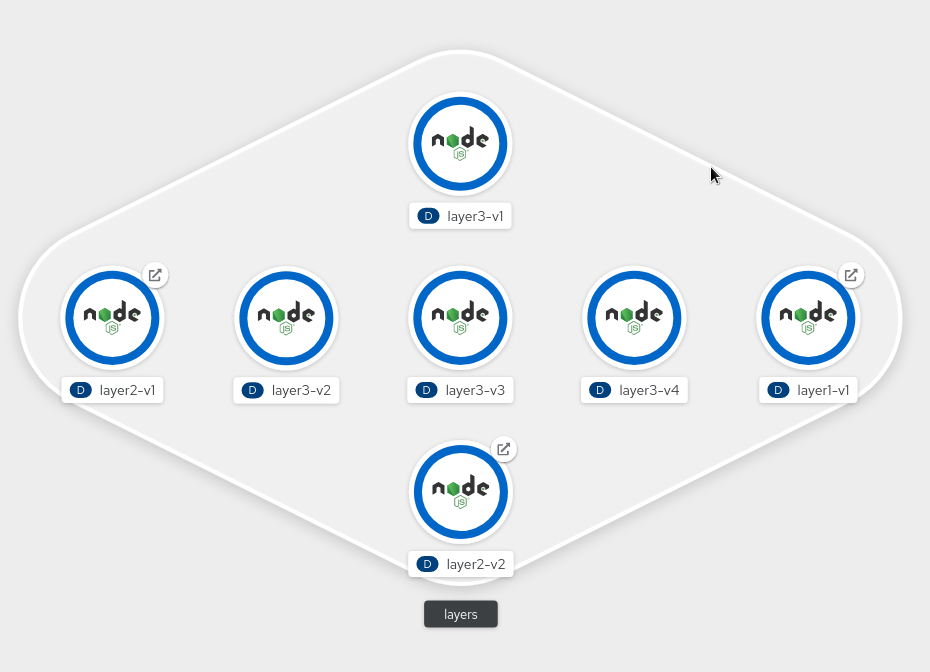 node
JS
D layer3-v1
node
JS
node
JS
node
JS
node
JS
node
JS
D layer2-v1
D layer3-v2
D layer3-v3
D layer3-v4
D layer1-v1
node
JS
D layer2-v2
layers